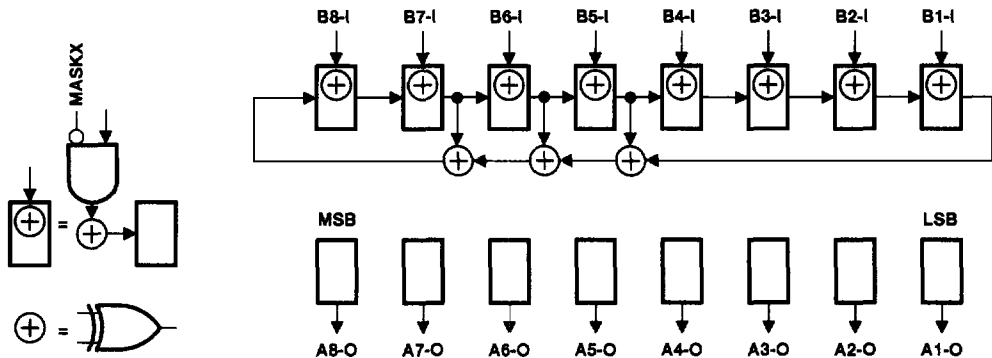 B8-I B7-I B6-I B5-I B4-I B3-I B2-I B1-I
MASKX
=
=
MSB LSB
A8-O A7-O A6-O A5-O A4-O A3-O A2-O A1-O